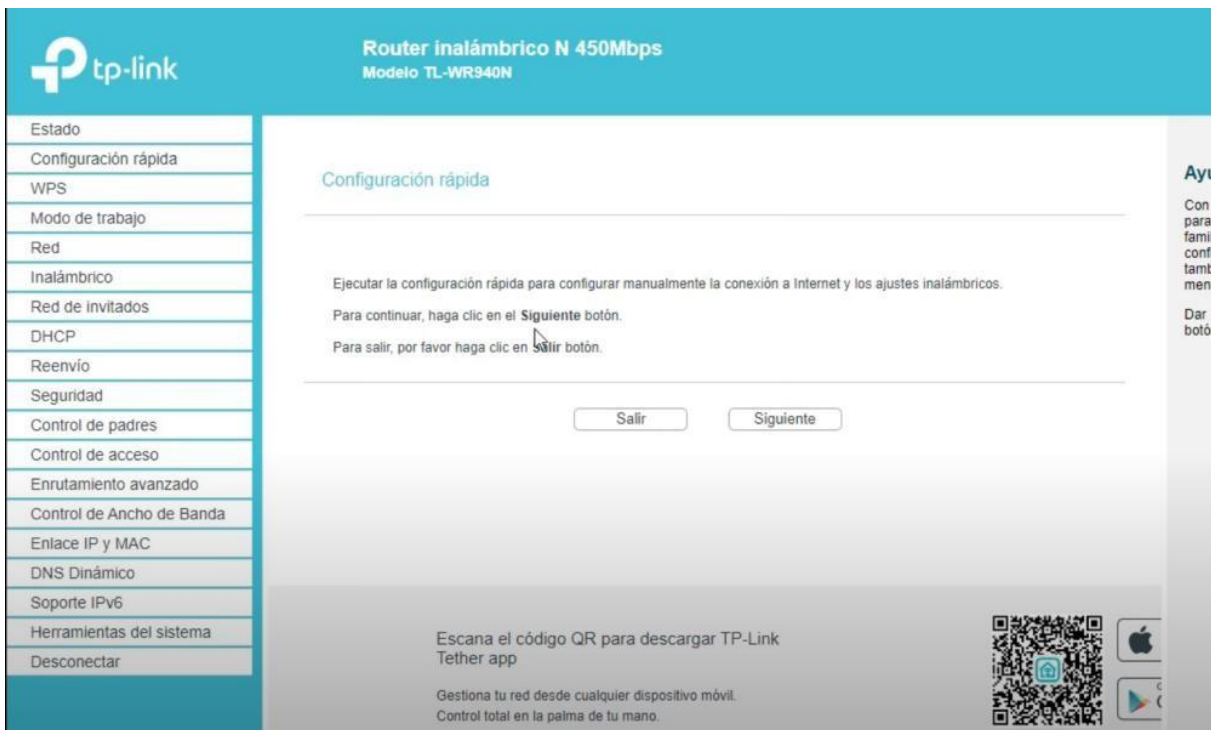 tp-link
Router inalámbrico N 450Mbps
Modelo TL-WR940N
Estado
Configuración rápida
WPS
Modo de trabajo
Red
Inalámbrico
Red de invitados
DHCP
Reenvío
Seguridad
Control de padres
Control de acceso
Enrutamiento avanzado
Control de Ancho de Banda
Enlace IP y MAC
DNS Dinámico
Soporte IPv6
Herramientas del sistema
Desconectar
Configuración rápida
Ejecutar la configuración rápida para configurar manualmente la conexión a Internet y los ajustes inalámbricos.
Para continuar, haga clic en el Siguiente botón.
Para salir, por favor haga clic en Salir botón.
Salir
Siguiente
Escana el código QR para descargar TP-Link
Tether app
Gestiona tu red desde cualquier dispositivo móvil.
Control total en la palma de tu mano.
Con
para
Dar